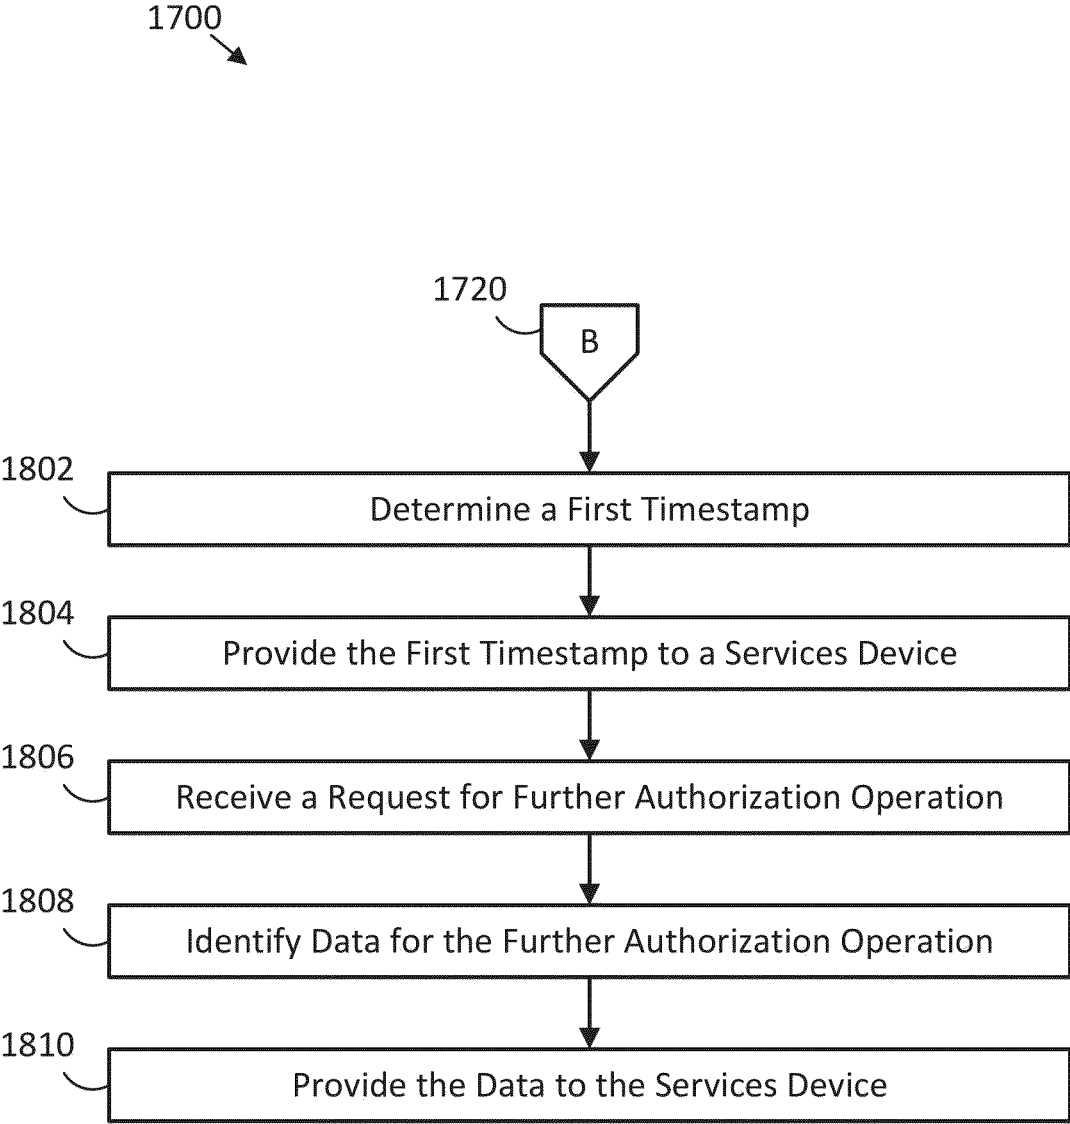 1700
1720
B
1802
Determine a First Timestamp
1804
Provide the First Timestamp to a Services Device
1806
Receive a Request for Further Authorization Operation
1808
Identify Data for the Further Authorization Operation
1810
Provide the Data to the Services Device